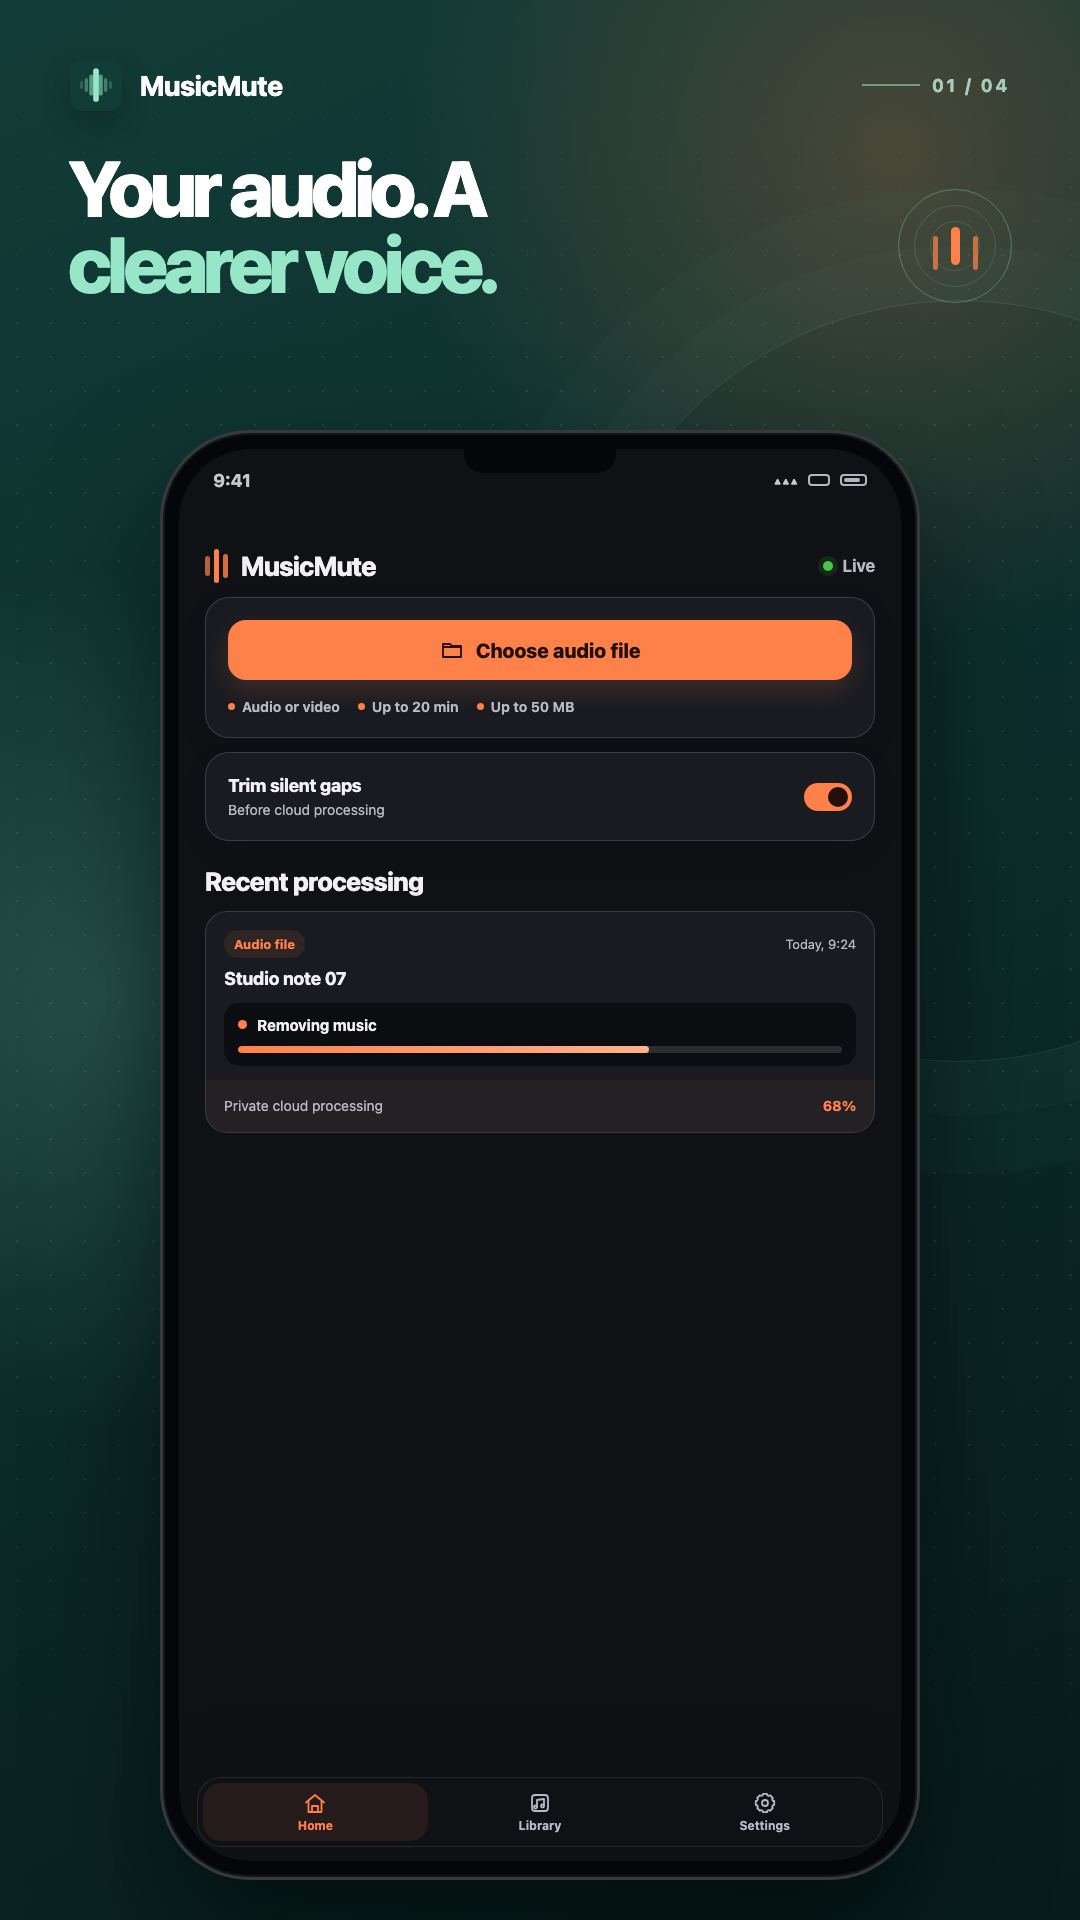 MusicMute
01 / 04
Your audio. A
clearer voice.
9:41
MusicMute
Live
Choose audio file
Audio or video
Up to 20 min
Up to 50 MB
Trim silent gaps
Before cloud processing
Recent processing
Audio file
Today, 9:24
Studio note 07
Removing music
Private cloud processing
68%
Home
Library
Settings